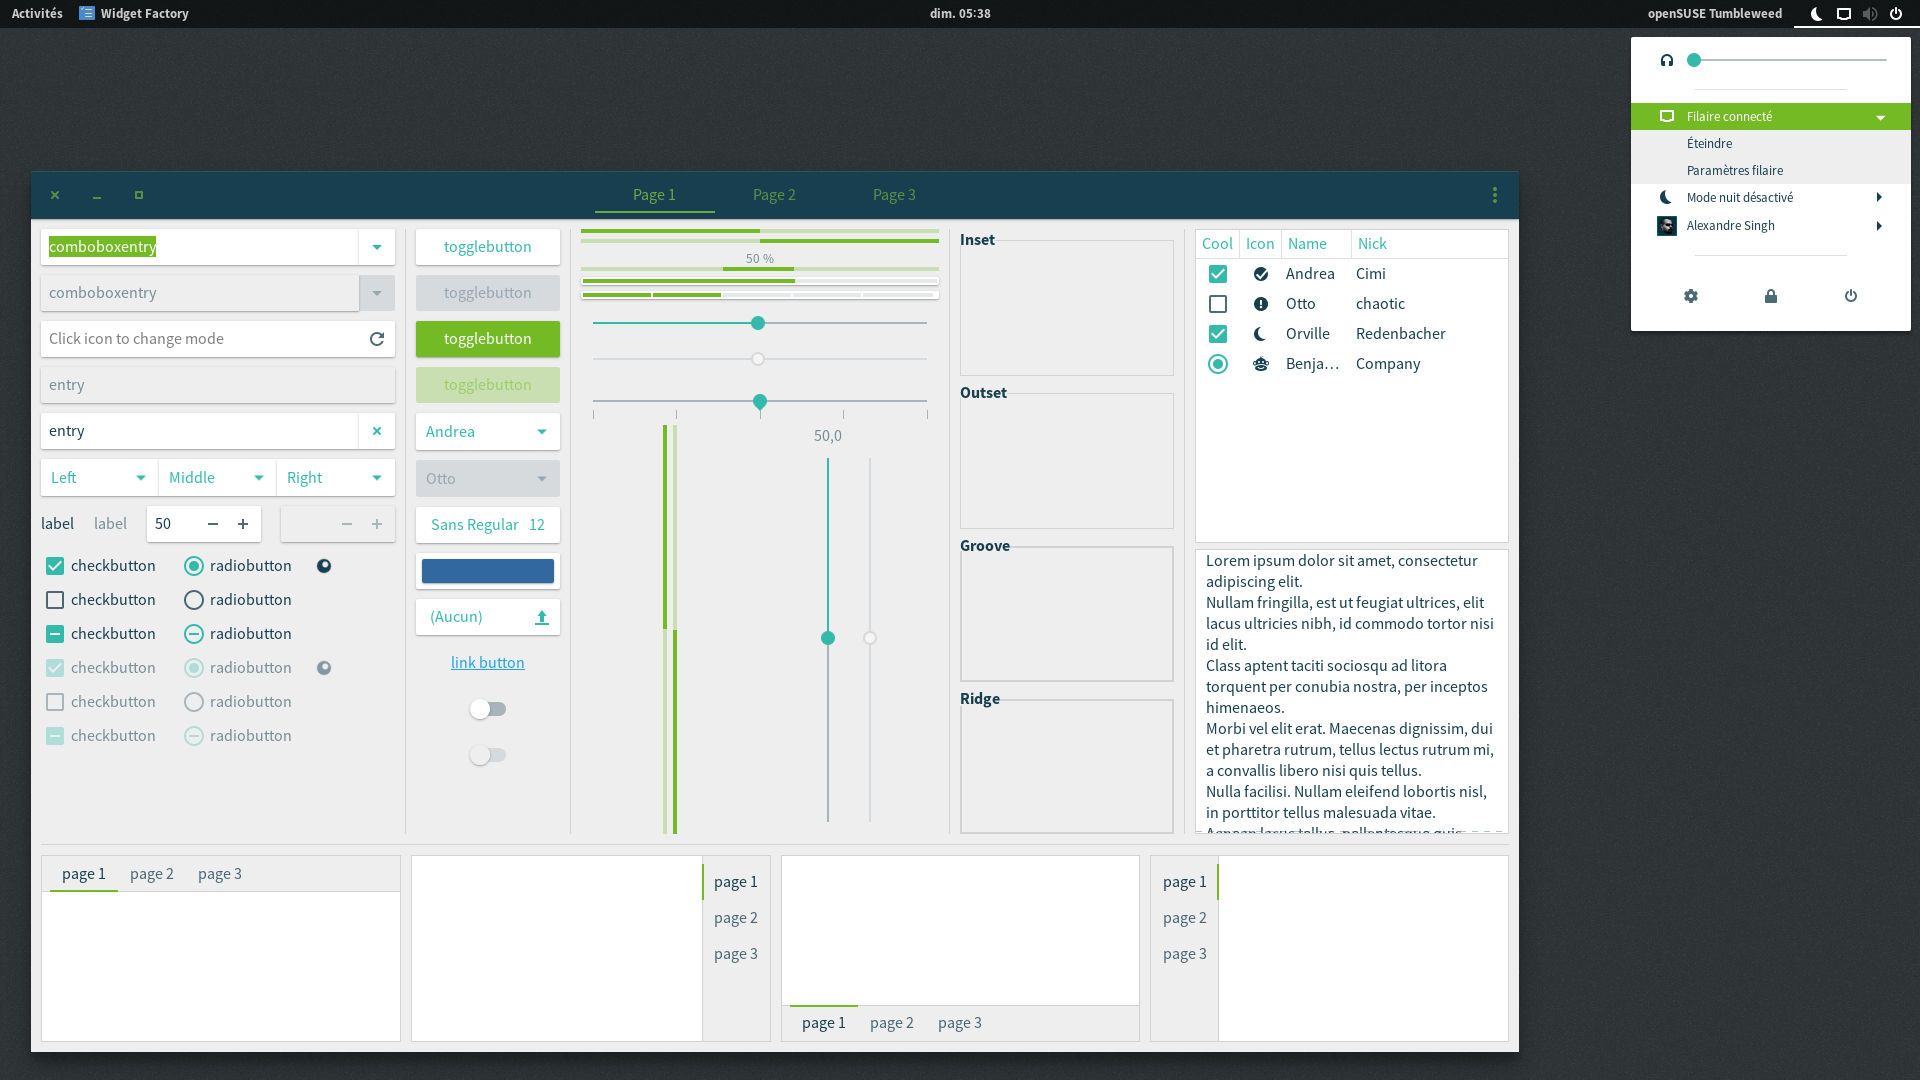 Activités
Widget Factory
dim. 05:38
openSUSE Tumbleweed
Filaire connecté
Éteindre
Paramètres filaire
Mode nuit désactivé
Alexandre Singh
Page 1
Page 2
Page 3
comboboxentry
comboboxentry
Click icon to change mode
entry
entry
Left
Middle
Right
label
label
50
checkbutton
radiobutton
checkbutton
radiobutton
checkbutton
radiobutton
checkbutton
radiobutton
checkbutton
radiobutton
checkbutton
radiobutton
togglebutton
togglebutton
togglebutton
togglebutton
Andrea
Otto
Sans Regular 12
(Aucun)
link button
50 %
50,0
Inset
Outset
Groove
Ridge
Cool
Icon
Name
Nick
Andrea
Cimi
Otto
chaotic
Orville
Redenbacher
Benja...
Company
Lorem ipsum dolor sit amet, consectetur
adipiscing elit.
Nullam fringilla, est ut feugiat ultrices, elit
lacus ultricies nibh, id commodo tortor nisi
id elit.
Class aptent taciti sociosqu ad litora
torquent per conubia nostra, per inceptos
himenaeos.
Morbi vel elit erat. Maecenas dignissim, dui
et pharetra rutrum, tellus lectus rutrum mi,
a convallis libero nisi quis tellus.
Nulla facilisi. Nullam eleifend lobortis nisl,
in porttitor tellus malesuada vitae.
page 1
page 2
page 3
page 1
page 2
page 3
page 1
page 2
page 3
page 1
page 2
page 3